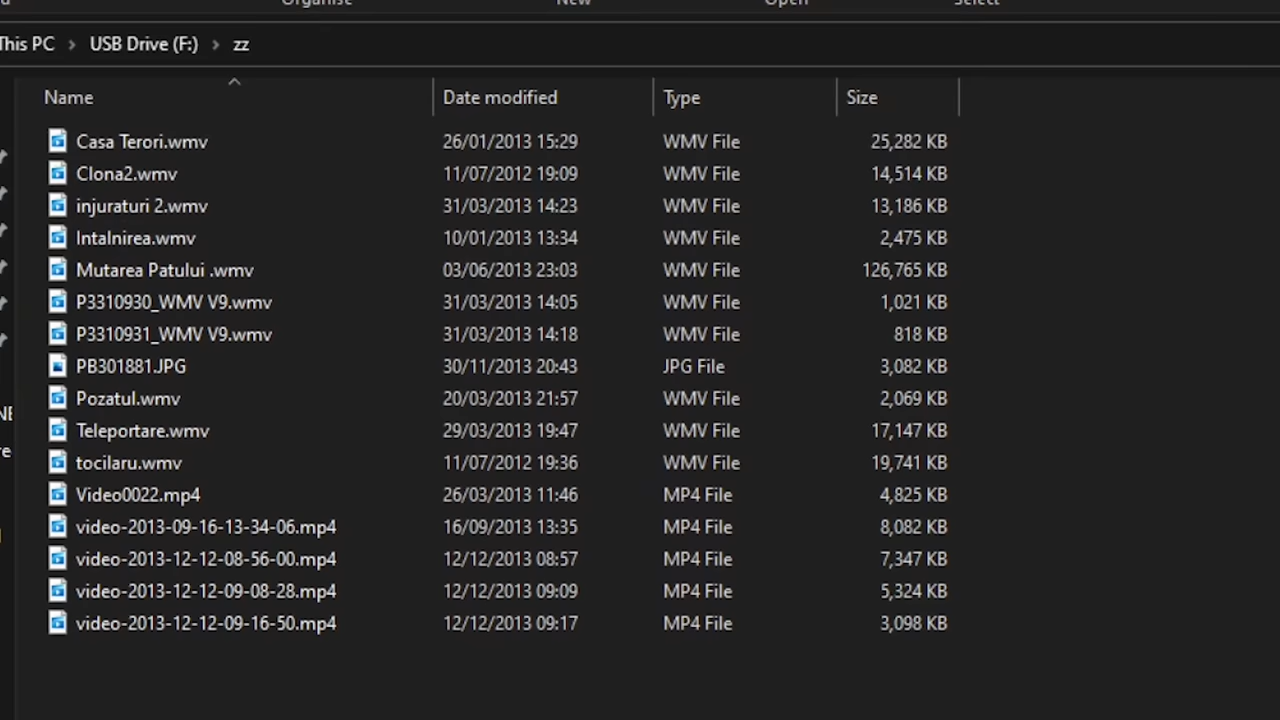 Organise New Open Select
This PC > USB Drive (F:) > zz
Name Date modified Type Size
Casa Terori.wmv 26/01/2013 15:29 WMV File 25,282 KB
Clona2.wmv 11/07/2012 19:09 WMV File 14,514 KB
injuraturi 2.wmv 31/03/2013 14:23 WMV File 13,186 KB
Intalnirea.wmv 10/01/2013 13:34 WMV File 2,475 KB
Mutarea Patului .wmv 03/06/2013 23:03 WMV File 126,765 KB
P3310930_WMV V9.wmv 31/03/2013 14:05 WMV File 1,021 KB
P3310931_WMV V9.wmv 31/03/2013 14:18 WMV File 818 KB
PB301881.JPG 30/11/2013 20:43 JPG File 3,082 KB
Pozatul.wmv 20/03/2013 21:57 WMV File 2,069 KB
Teleportare.wmv 29/03/2013 19:47 WMV File 17,147 KB
tocilaru.wmv 11/07/2012 19:36 WMV File 19,741 KB
Video0022.mp4 26/03/2013 11:46 MP4 File 4,825 KB
video-2013-09-16-13-34-06.mp4 16/09/2013 13:35 MP4 File 8,082 KB
video-2013-12-12-08-56-00.mp4 12/12/2013 08:57 MP4 File 7,347 KB
video-2013-12-12-09-08-28.mp4 12/12/2013 09:09 MP4 File 5,324 KB
video-2013-12-12-09-16-50.mp4 12/12/2013 09:17 MP4 File 3,098 KB